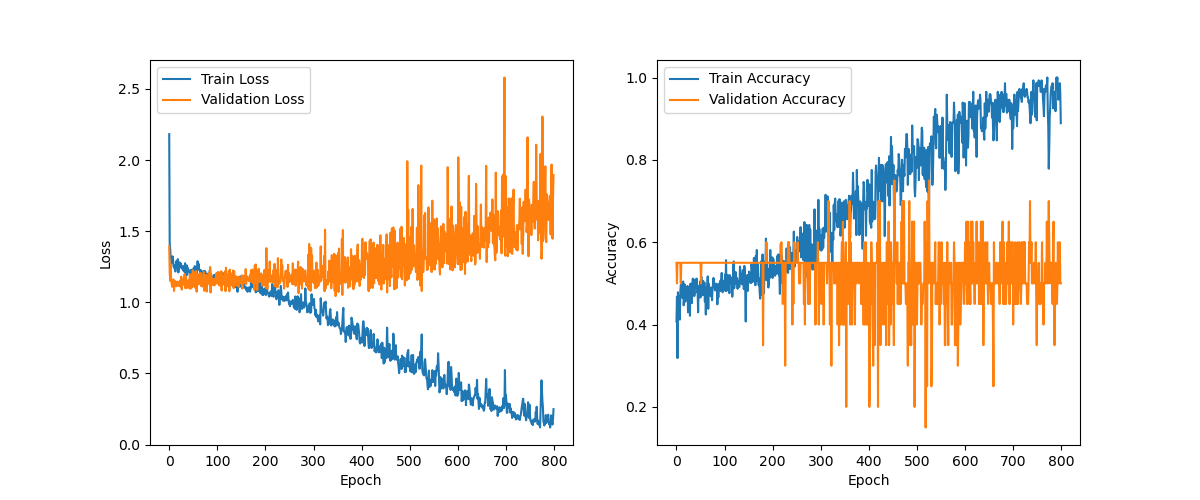 Train Loss
Validation Loss
2.5
2.0
1.5
1.0
0.5
0.0
Loss
0 100 200 300 400 500 600 700 800
Epoch
Train Accuracy
Validation Accuracy
1.0
0.8
0.6
0.4
0.2
Accuracy
0 100 200 300 400 500 600 700 800
Epoch